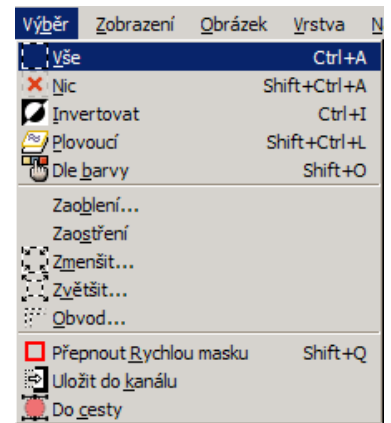 Výběr Zobrazení Obrázek Vrstva N
Vše Ctrl+A
Nic Shift+Ctrl+A
Invertovat Ctrl+I
Plovoucí Shift+Ctrl+L
Dle barvy Shift+O
Zaoblení...
Zaostření
Zmenšit...
Zvětšit...
Obvod...
Přepnout Rychlou masku Shift+Q
Uložit do kanálu
Do cesty